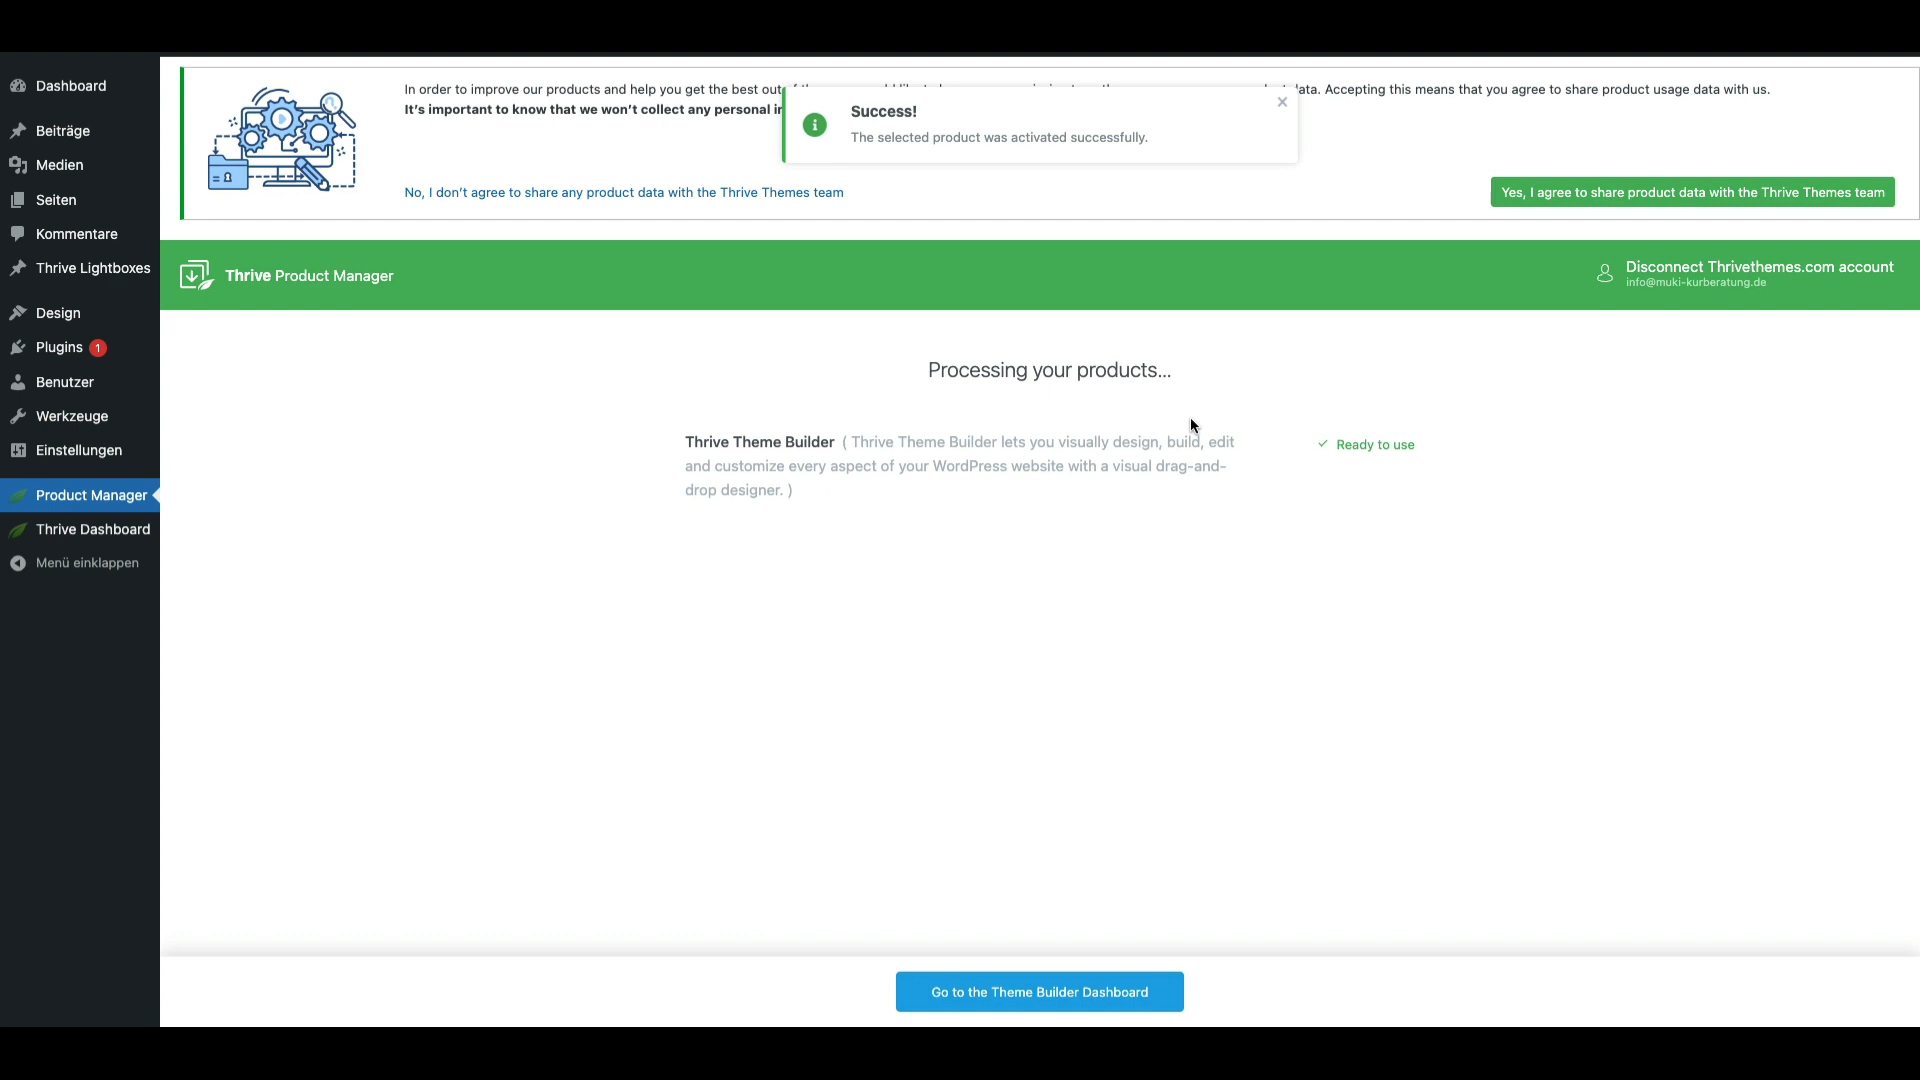 Dashboard
Beiträge
Medien
Seiten
Kommentare
Thrive Lightboxes
Design
Plugins 1
Benutzer
Werkzeuge
Einstellungen
Product Manager
Thrive Dashboard
Menü einklappen
In order to improve our products and help you get the best out data. Accepting this means that you agree to share product usage data with us.
It's important to know that we won't collect any personal
Success!
The selected product was activated successfully.
No, I don't agree to share any product data with the Thrive Themes team
Yes, I agree to share product data with the Thrive Themes team
Thrive Product Manager
Disconnect Thrivethemes.com account
info@muki-kurberatung.de
Processing your products...
Thrive Theme Builder ( Thrive Theme Builder lets you visually design, build, edit
and customize every aspect of your WordPress website with a visual drag-and-
drop designer. )
Ready to use
Go to the Theme Builder Dashboard